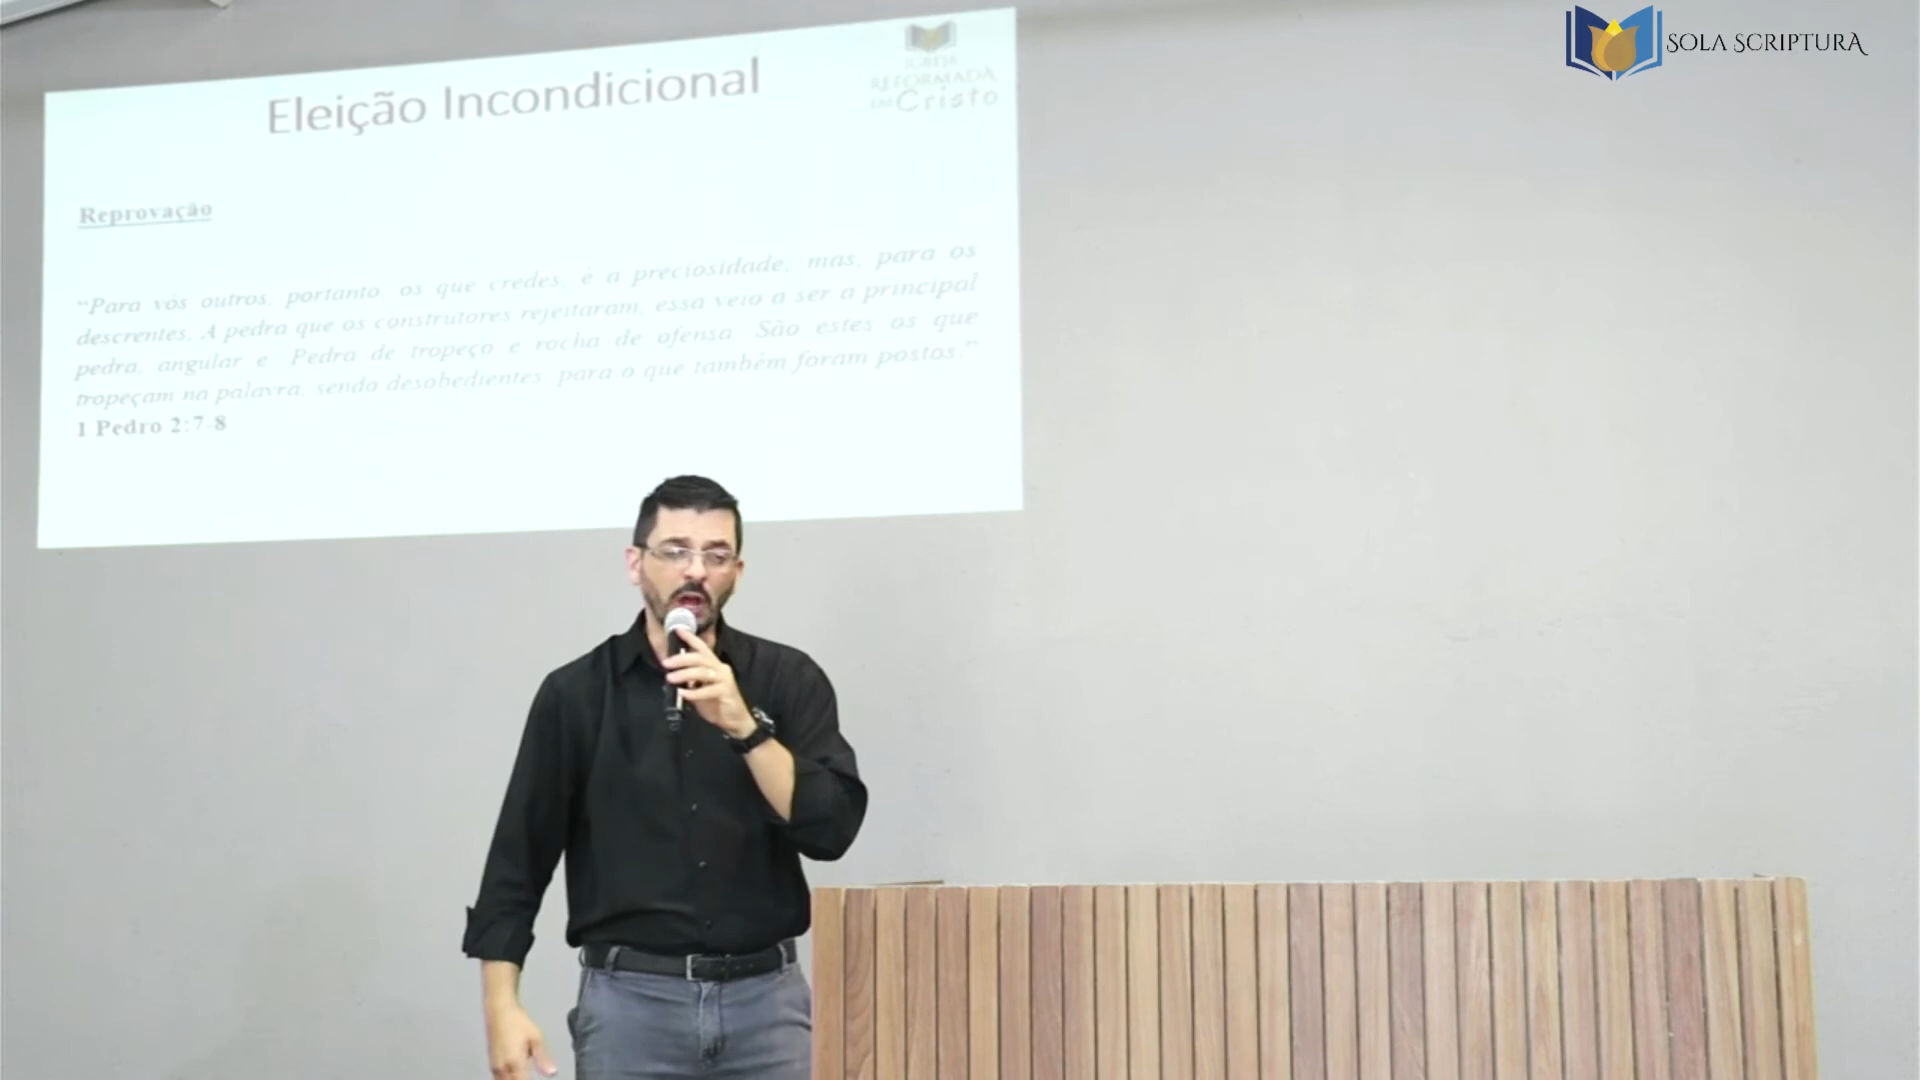 SOLA SCRIPTURA
IGREJA
REFORMADA
EM Cristo
Eleição Incondicional
Reprovação
“Para vós outros, portanto, os que credes, é a preciosidade, mas, para os
descrentes, A pedra que os construtores rejeitaram, essa veio a ser a principal
pedra, angular e: Pedra de tropeço e rocha de ofensa. São estes os que
tropeçam na palavra, sendo desobedientes, para o que também foram postos.”
1 Pedro 2:7-8